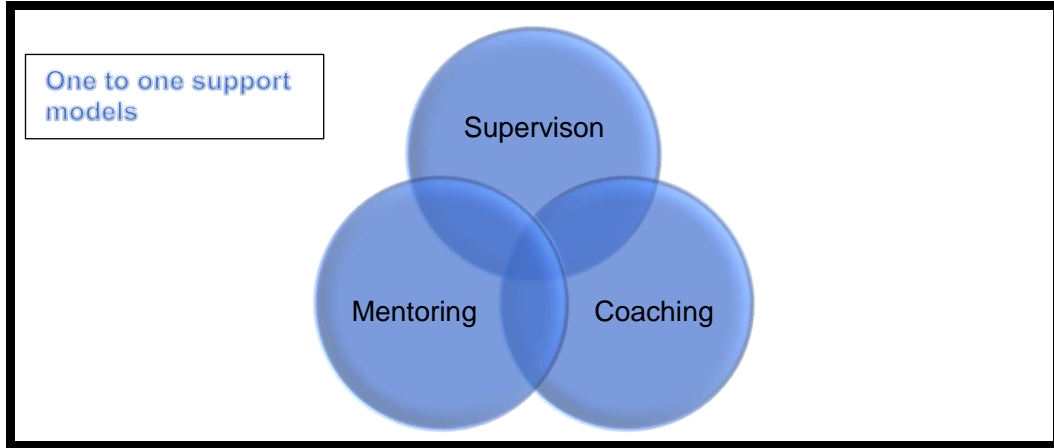 One to one support
models
Supervison
Mentoring
Coaching